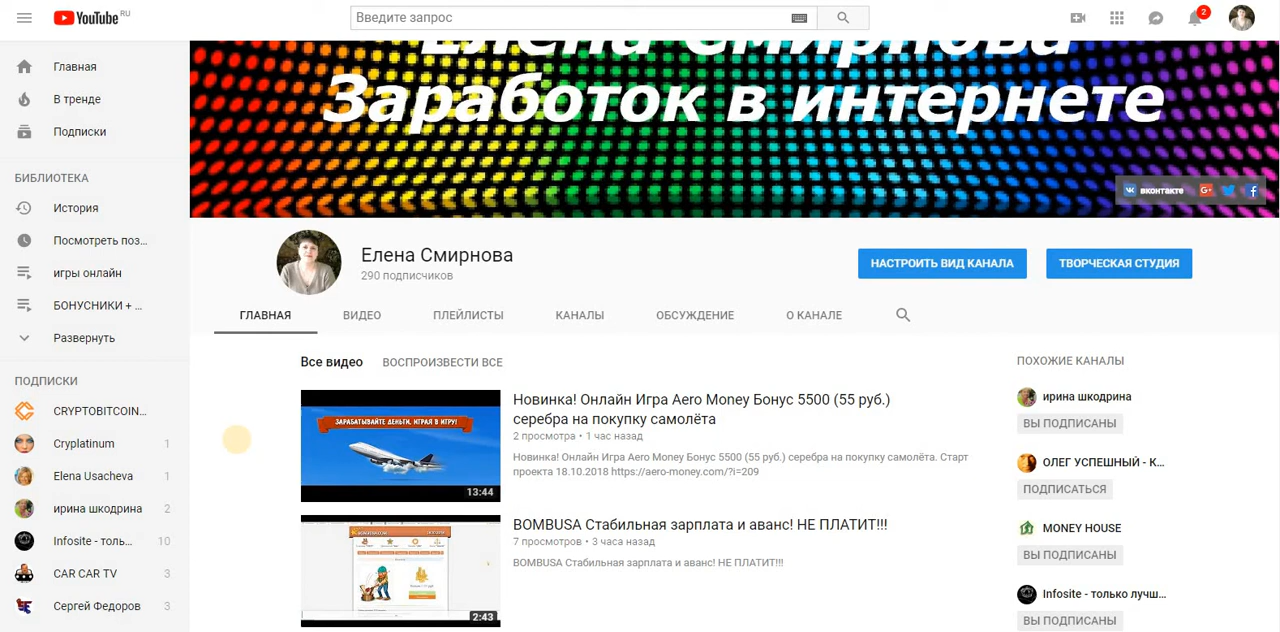 YouTube RU
Введите запрос
2
Елена Смирнова
Заработок в интернете
вконтакте
Главная
В тренде
Подписки
БИБЛИОТЕКА
История
Посмотреть поз...
игры онлайн
БОНУСНИКИ + ...
Развернуть
ПОДПИСКИ
CRYPTOBITCOIN...
Cryplatinum 1
Elena Usacheva 1
ирина шкодрина 2
Infosite - толь... 10
CAR CAR TV 3
Сергей Федоров 3
Елена Смирнова
290 подписчиков
НАСТРОИТЬ ВИД КАНАЛА
ТВОРЧЕСКАЯ СТУДИЯ
ГЛАВНАЯ ВИДЕО ПЛЕЙЛИСТЫ КАНАЛЫ ОБСУЖДЕНИЕ О КАНАЛЕ
Все видео ВОСПРОИЗВЕСТИ ВСЕ
ЗАРАБАТЫВАЙТЕ ДЕНЬГИ, ИГРАЯ В ИГРУ!
13:44
Новинка! Онлайн Игра Aero Money Бонус 5500 (55 руб.)
серебра на покупку самолёта
2 просмотра • 1 час назад
Новинка! Онлайн Игра Aero Money Бонус 5500 (55 руб.) серебра на покупку самолёта. Старт
проекта 18.10.2018 https://aero-money.com/?i=209
2:43
BOMBUSA Стабильная зарплата и аванс! НЕ ПЛАТИТ!!!
7 просмотров • 3 часа назад
BOMBUSA Стабильная зарплата и аванс! НЕ ПЛАТИТ!!!
ПОХОЖИЕ КАНАЛЫ
ирина шкодрина
ВЫ ПОДПИСАНЫ
ОЛЕГ УСПЕШНЫЙ - К...
ПОДПИСАТЬСЯ
MONEY HOUSE
ВЫ ПОДПИСАНЫ
Infosite - только лучш...
ВЫ ПОДПИСАНЫ